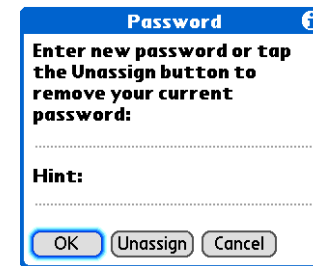 Password
i
Enter new password or tap
the Unassign button to
remove your current
password:
Hint:
OK Unassign Cancel